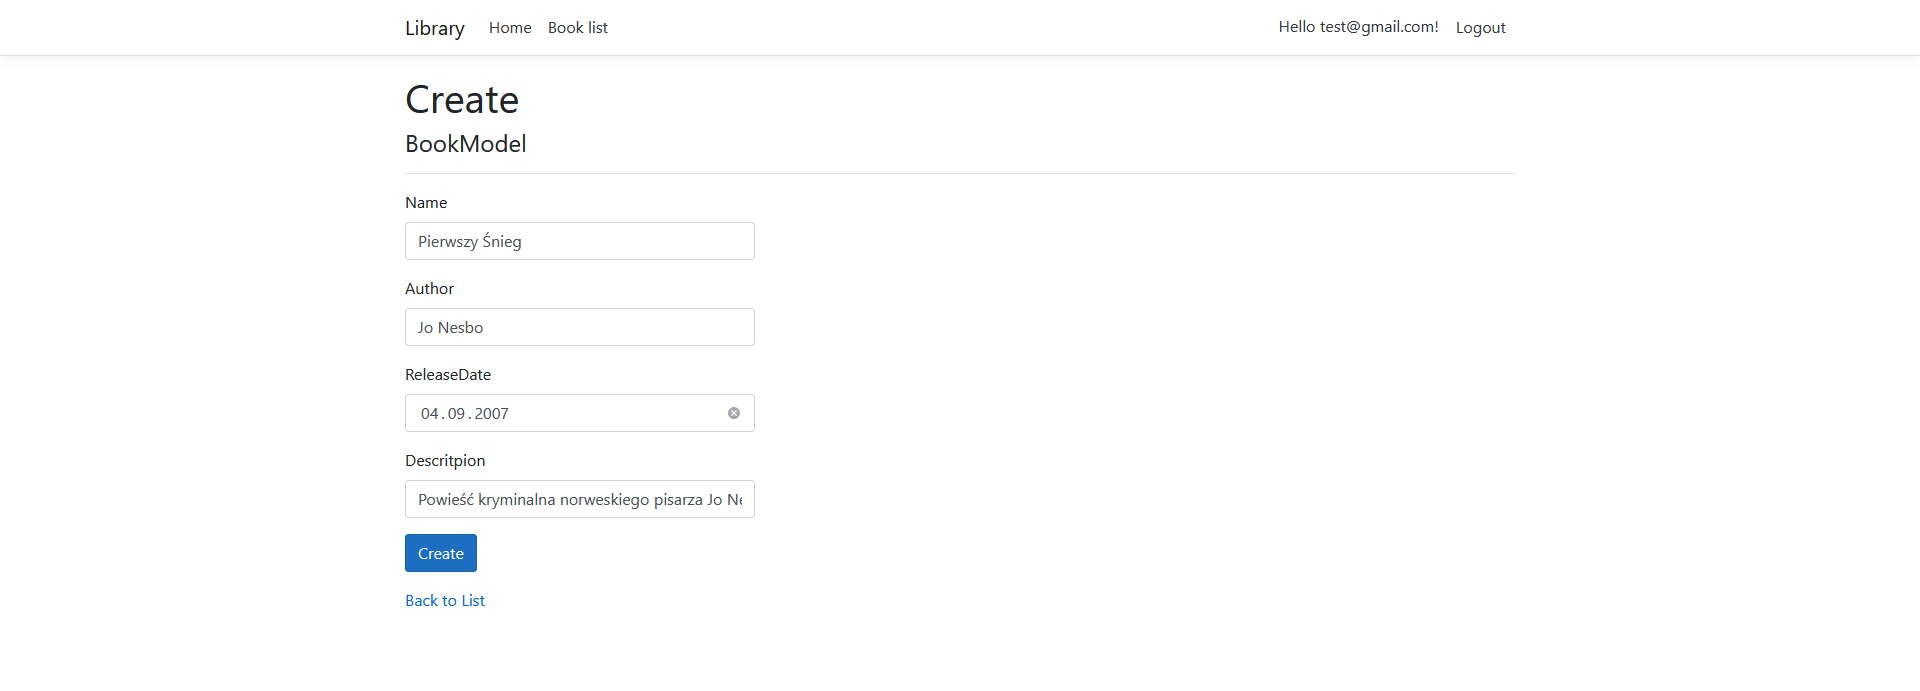 Library Home Book list Hello test@gmail.com! Logout
Create
BookModel
Name
Pierwszy Śnieg
Author
Jo Nesbo
ReleaseDate
04.09.2007
Descritpion
Powieść kryminalna norweskiego pisarza Jo Ne
Create
Back to List